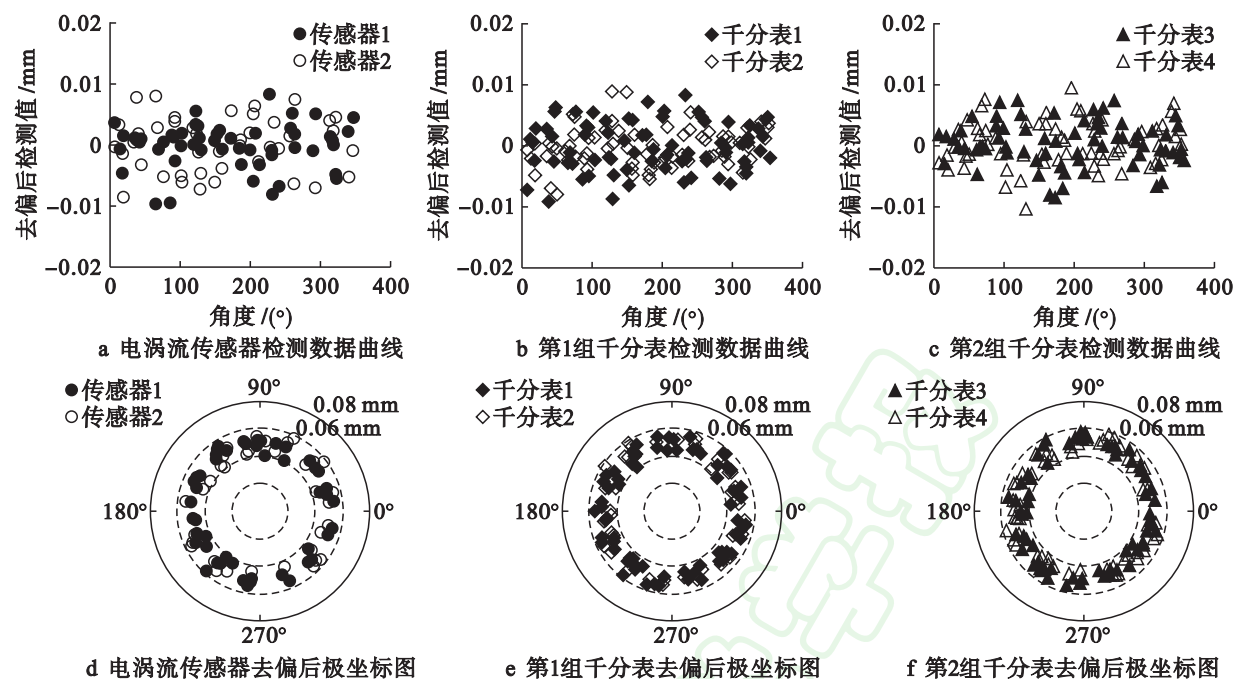 0.02
0.01
0
−0.01
−0.02
去偏后检测值 /mm
传感器1
传感器2
0 100 200 300 400
角度 /(°)
a 电涡流传感器检测数据曲线
0.02
0.01
0
−0.01
−0.02
去偏后检测值 /mm
千分表1
千分表2
0 100 200 300 400
角度 /(°)
b 第1组千分表检测数据曲线
0.02
0.01
0
−0.01
−0.02
去偏后检测值 /mm
千分表3
千分表4
0 100 200 300 400
角度 /(°)
c 第2组千分表检测数据曲线
传感器1
传感器2
90°
0.08 mm
0.06 mm
180°
0°
270°
d 电涡流传感器去偏后极坐标图
千分表1
千分表2
90°
0.08 mm
0.06 mm
180°
0°
270°
e 第1组千分表去偏后极坐标图
千分表3
千分表4
90°
0.08 mm
0.06 mm
180°
0°
270°
f 第2组千分表去偏后极坐标图